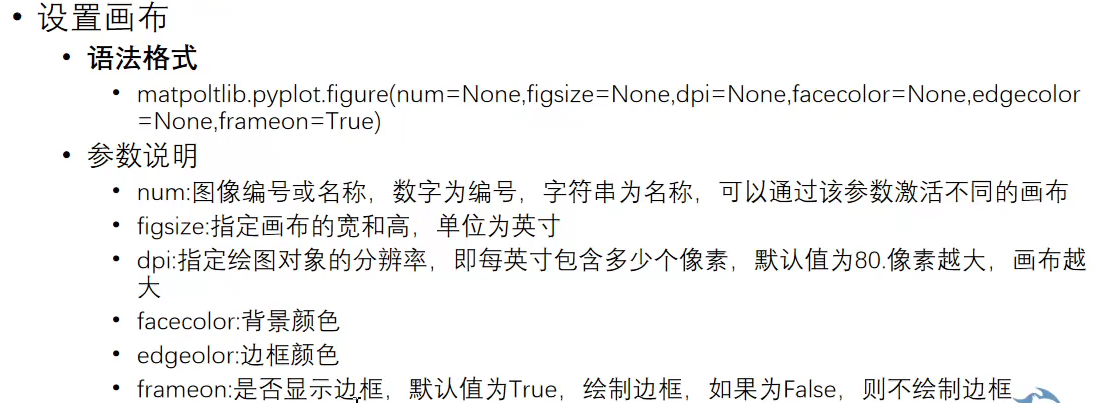 • 设置画布
• 语法格式
• matpoltlib.pyplot.figure(num=None,figsize=None,dpi=None,facecolor=None,edgecolor
=None,frameon=True)
• 参数说明
• num:图像编号或名称，数字为编号，字符串为名称，可以通过该参数激活不同的画布
• figsize:指定画布的宽和高，单位为英寸
• dpi:指定绘图对象的分辨率，即每英寸包含多少个像素，默认值为80.像素越大，画布越
大
• facecolor:背景颜色
• edgeolor:边框颜色
• frameon:是否显示边框，默认值为True，绘制边框，如果为False，则不绘制边框